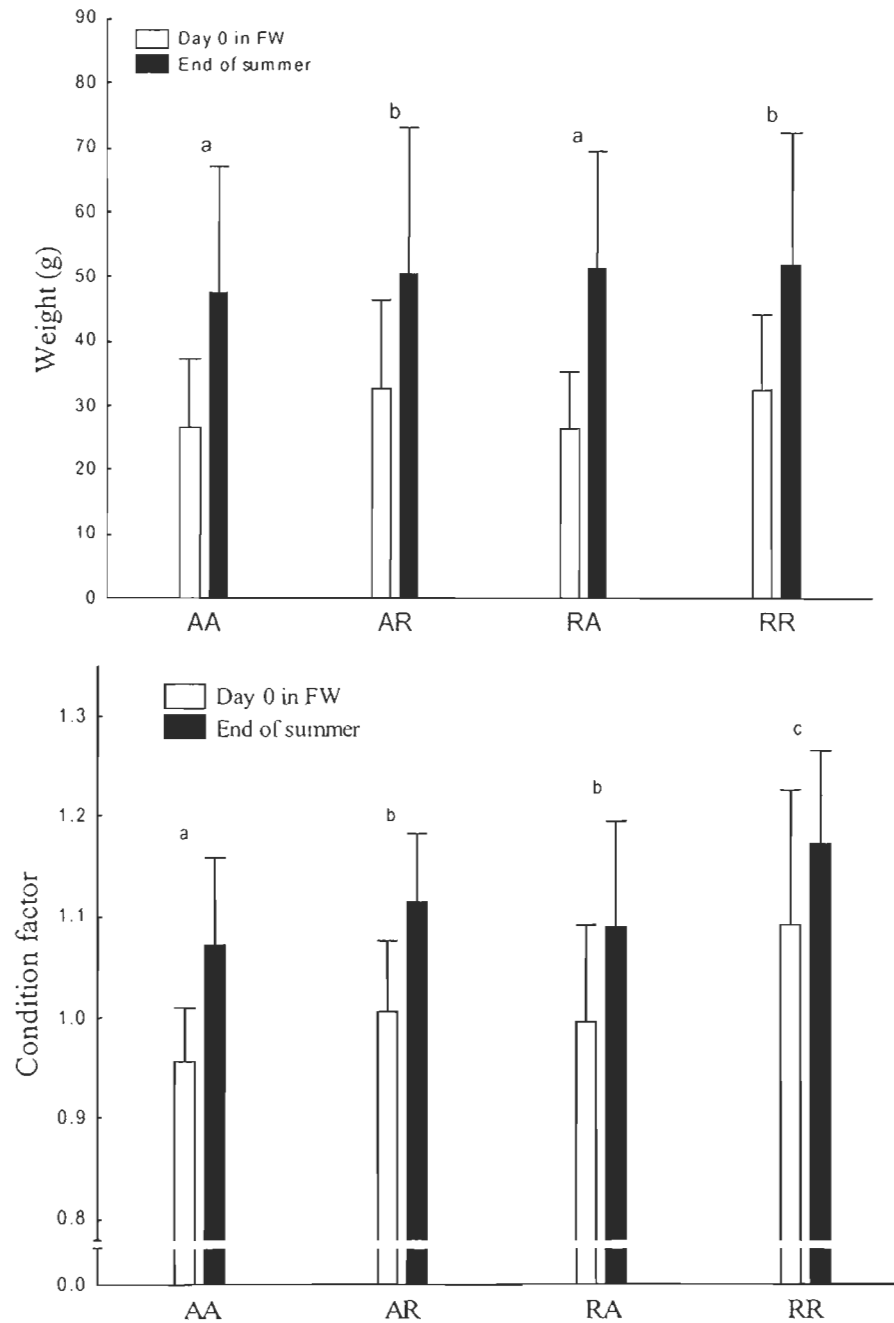 90
80
70
60
50
40
30
20
10
0
Weight (g)
Day 0 in FW
End of summer
a
b
a
b
AA AR RA RR
1.3
1.2
1.1
1.0
0.9
0.8
0.0
Condition factor
Day 0 in FW
End of summer
a
b
b
c
AA AR RA RR